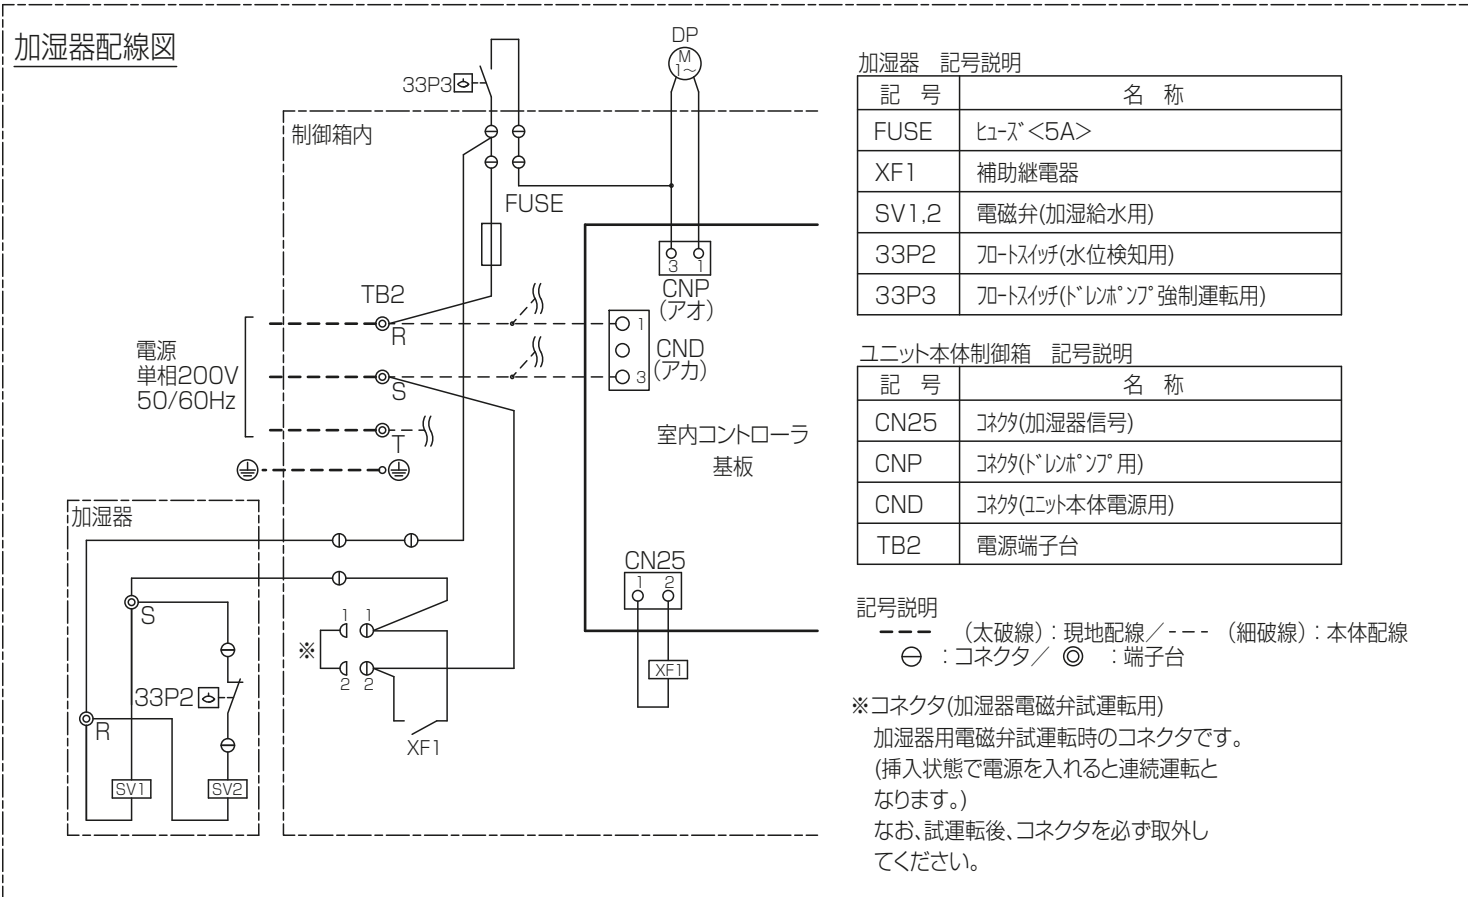 加湿器配線図
DP
M
1～
33P3
制御箱内
FUSE
3 1
CNP
(アオ)
TB2
R
1
CND
(アカ)
3
S
電源
単相200V
50/60Hz
T
室内コントローラ
基板
加湿器
CN25
1 2
S
1 1
※
2 2
XF1
33P2
R
XF1
SV1
SV2
加湿器　記号説明
記　号 名　称
FUSE ﾋｭｰｽﾞ<5A>
XF1 補助継電器
SV1,2 電磁弁(加湿給水用)
33P2 ﾌﾛｰﾄｽｲｯﾁ(水位検知用)
33P3 ﾌﾛｰﾄｽｲｯﾁ(ﾄﾞﾚﾝﾎﾟﾝﾌﾟ強制運転用)
ユニット本体制御箱　記号説明
記　号 名　称
CN25 ｺﾈｸﾀ(加湿器信号)
CNP ｺﾈｸﾀ(ﾄﾞﾚﾝﾎﾟﾝﾌﾟ用)
CND ｺﾈｸﾀ(ﾕﾆｯﾄ本体電源用)
TB2 電源端子台
記号説明
(太破線)：現地配線／---　(細破線)：本体配線
：コネクタ／◎　：端子台
※コネクタ(加湿器電磁弁試運転用)
加湿器用電磁弁試運転時のコネクタです。
(挿入状態で電源を入れると連続運転と
なります。)
なお、試運転後、コネクタを必ず取外し
てください。